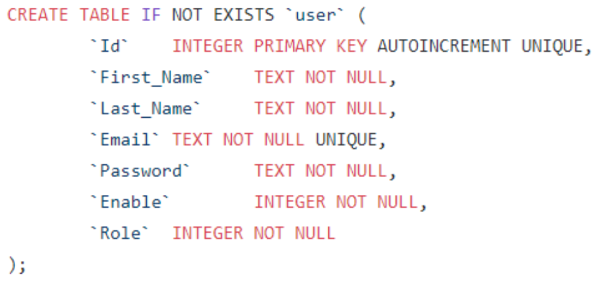 CREATE TABLE IF NOT EXISTS `user` (
`Id` INTEGER PRIMARY KEY AUTOINCREMENT UNIQUE,
`First_Name` TEXT NOT NULL,
`Last_Name` TEXT NOT NULL,
`Email` TEXT NOT NULL UNIQUE,
`Password` TEXT NOT NULL,
`Enable` INTEGER NOT NULL,
`Role` INTEGER NOT NULL
);